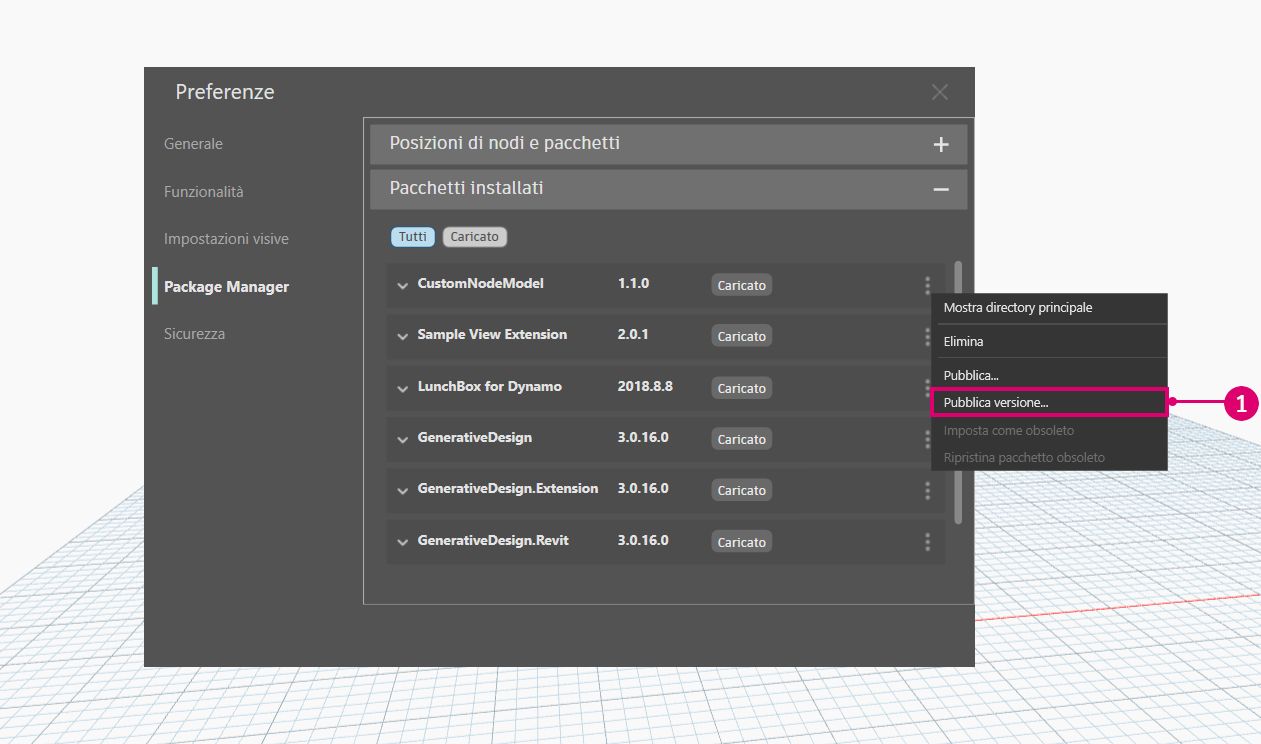 Preferenze
Generale
Funzionalità
Impostazioni visive
Package Manager
Sicurezza
Posizioni di nodi e pacchetti
Pacchetti installati
Tutti Caricato
CustomNodeModel 1.1.0 Caricato
Sample View Extension 2.0.1 Caricato
LunchBox for Dynamo 2018.8.8 Caricato
GenerativeDesign 3.0.16.0 Caricato
GenerativeDesign.Extension 3.0.16.0 Caricato
GenerativeDesign.Revit 3.0.16.0 Caricato
Mostra directory principale
Elimina
Pubblica...
Pubblica versione...
Imposta come obsoleto
Ripristina pacchetto obsoleto
1